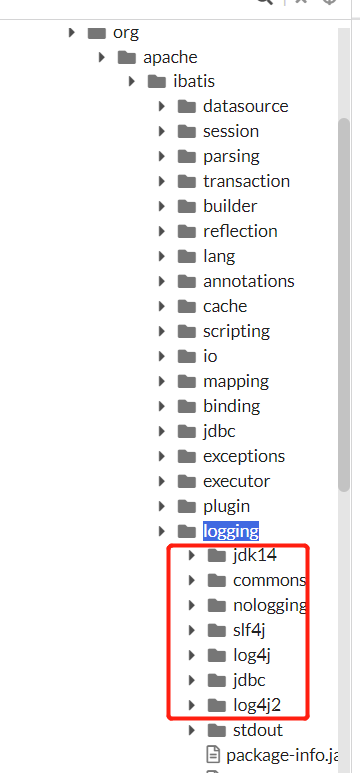 org
apache
ibatis
datasource
session
parsing
transaction
builder
reflection
lang
annotations
cache
scripting
io
mapping
binding
jdbc
exceptions
executor
plugin
logging
jdk14
commons
nologging
slf4j
log4j
jdbc
log4j2
stdout
package-info.ja